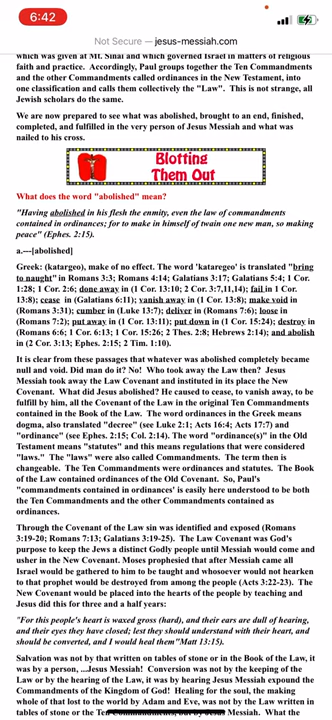 6:42
Not Secure — jesus-messiah.com
which was given at Mt. Sinai and which governed Israel in matters of religious
faith and practice. Accordingly, Paul groups together the Ten Commandments
and the other Commandments called ordinances in the New Testament, into
one classification and calls them collectively the "Law". This is not strange, all
Jewish scholars do the same.
We are now prepared to see what was abolished, brought to an end, finished,
completed, and fulfilled in the very person of Jesus Messiah and what was
nailed to his cross.
Blotting
Them Out
What does the word "abolished" mean?
"Having abolished in his flesh the enmity, even the law of commandments
contained in ordinances; for to make in himself of twain one new man, so making
peace" (Ephes. 2:15).
a.---[abolished]
Greek: (katargeo), make of no effect. The word 'kataregeo' is translated "bring
to naught" in Romans 3:3; Romans 4:14; Galatians 3:17; Galatians 5:4; 1 Cor.
1:28; 1 Cor. 2:6; done away in (1 Cor. 13:10; 2 Cor. 3:7,11,14); fail in 1 Cor.
13:8); cease in (Galatians 6:11); vanish away in (1 Cor. 13:8); make void in
(Romans 3:31); cumber in (Luke 13:7); deliver in (Romans 7:6); loose in
(Romans 7:2); put away in (1 Cor. 13:11); put down in (1 Cor. 15:24); destroy in
(Romans 6:6; 1 Cor. 6:13; 1 Cor. 15:26; 2 Thes. 2:8; Hebrews 2:14); and abolish
in (2 Cor. 3:13; Ephes. 2:15; 2 Tim. 1:10).
It is clear from these passages that whatever was abolished completely became
null and void. Did man do it? No! Who took away the Law then? Jesus
Messiah took away the Law Covenant and instituted in its place the New
Covenant. What did Jesus abolished? He caused to cease, to vanish away, to be
fulfill by him, all the Covenant of the Law in the original Ten Commandments
contained in the Book of the Law. The word ordinances in the Greek means
dogma, also translated "decree" (see Luke 2:1; Acts 16:4; Acts 17:7) and
"ordinance" (see Ephes. 2:15; Col. 2:14). The word "ordinance(s)" in the Old
Testament means "statutes" and this means regulations that were considered
"laws." The "laws" were also called Commandments. The term then is
changeable. The Ten Commandments were ordinances and statutes. The Book
of the Law contained ordinances of the Old Covenant. So, Paul's
"commandments contained in ordinances' is easily here understood to be both
the Ten Commandments and the other Commandments contained as
ordinances.
Through the Covenant of the Law sin was identified and exposed (Romans
3:19-20; Romans 7:13; Galatians 3:19-25). The Law Covenant was God's
purpose to keep the Jews a distinct Godly people until Messiah would come and
usher in the New Covenant. Moses prophesied that after Messiah came all
Israel would be gathered to him to be taught and whosoever would not hearken
to that prophet would be destroyed from among the people (Acts 3:22-23). The
New Covenant would be placed into the hearts of the people by teaching and
Jesus did this for three and a half years:
"For this people's heart is waxed gross (hard), and their ears are dull of hearing,
and their eyes they have closed; lest they should understand with their heart, and
should be converted, and I would heal them"Matt 13:15).
Salvation was not by that written on tables of stone or in the Book of the Law, it
was by a person, ...Jesus Messiah! Conversion was not by the keeping of the
Law or by the hearing of the Law, it was by hearing Jesus Messiah expound the
Commandments of the Kingdom of God! Healing for the soul, the making
whole of that lost to the world by Adam and Eve, was not by the Law written in
tables of stone or the Ten Commandments, but by Jesus Messiah. What the